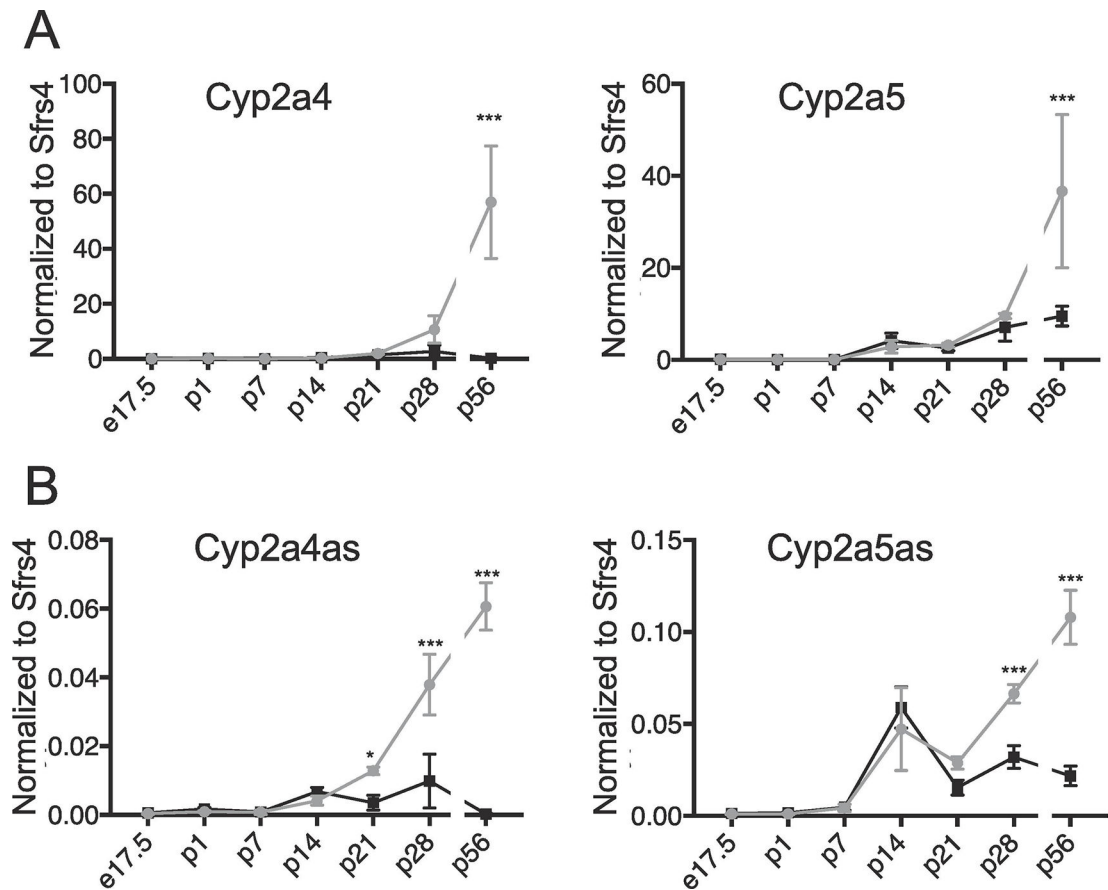 A
Cyp2a4
Normalized to Sfrs4
100
80
60
40
20
0
***
e17.5 p1 p7 p14 p21 p28 p56
Cyp2a5
Normalized to Sfrs4
60
40
20
0
***
e17.5 p1 p7 p14 p21 p28 p56
B
Cyp2a4as
Normalized to Sfrs4
0.08
0.06
0.04
0.02
0.00
* *** ***
e17.5 p1 p7 p14 p21 p28 p56
Cyp2a5as
Normalized to Sfrs4
0.15
0.10
0.05
0.00
*** ***
e17.5 p1 p7 p14 p21 p28 p56